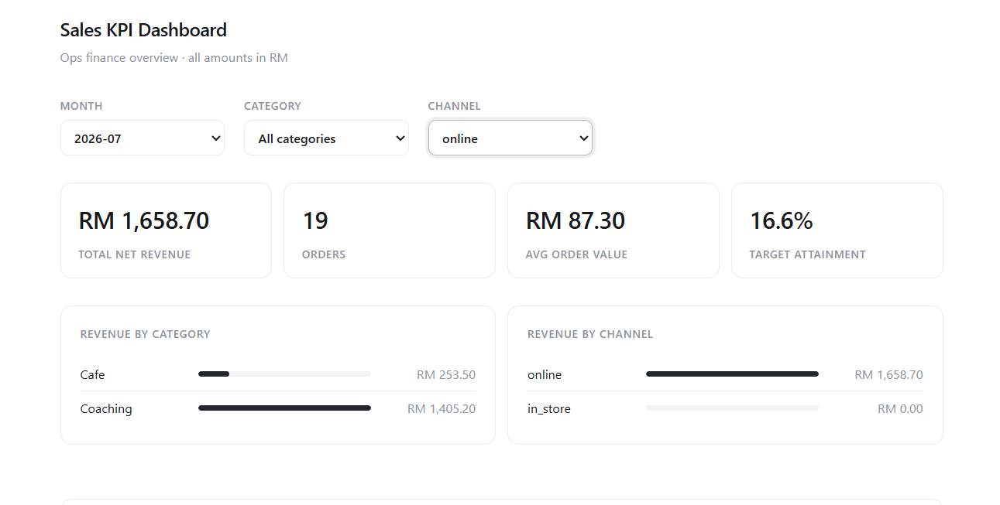 Sales KPI Dashboard
Ops finance overview · all amounts in RM
MONTH CATEGORY CHANNEL
2026-07 All categories online
RM 1,658.70 19 RM 87.30 16.6%
TOTAL NET REVENUE ORDERS AVG ORDER VALUE TARGET ATTAINMENT
REVENUE BY CATEGORY REVENUE BY CHANNEL
Cafe RM 253.50 online RM 1,658.70
Coaching RM 1,405.20 in_store RM 0.00